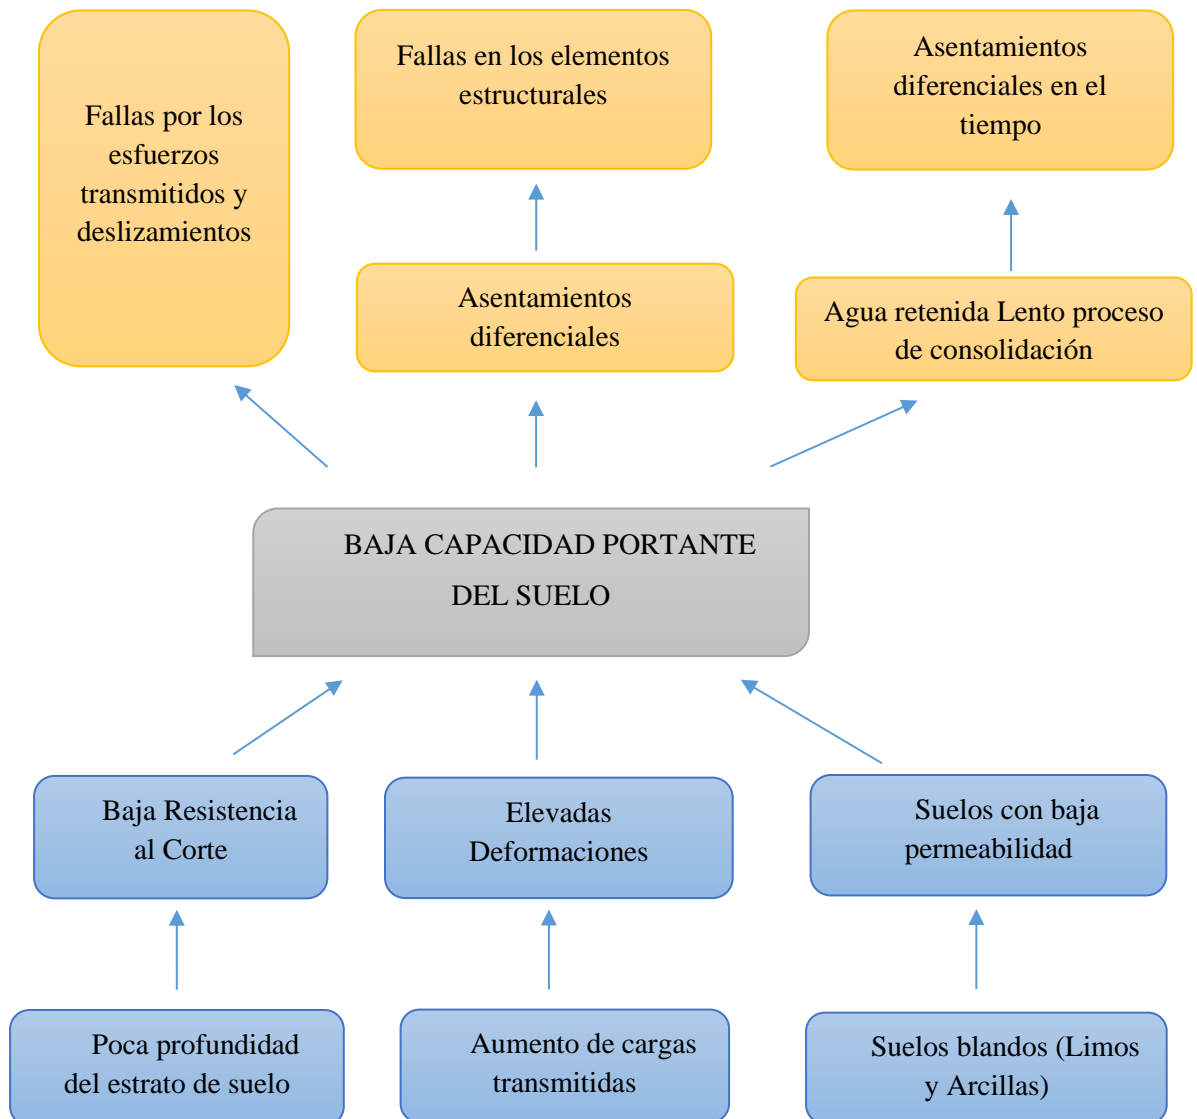 Fallas por los
esfuerzos
transmitidos y
deslizamientos
Fallas en los elementos
estructurales
Asentamientos
diferenciales en el
tiempo
Asentamientos
diferenciales
Agua retenida Lento proceso
de consolidación
BAJA CAPACIDAD PORTANTE
DEL SUELO
Baja Resistencia
al Corte
Elevadas
Deformaciones
Suelos con baja
permeabilidad
Poca profundidad
del estrato de suelo
Aumento de cargas
transmitidas
Suelos blandos (Limos
y Arcillas)